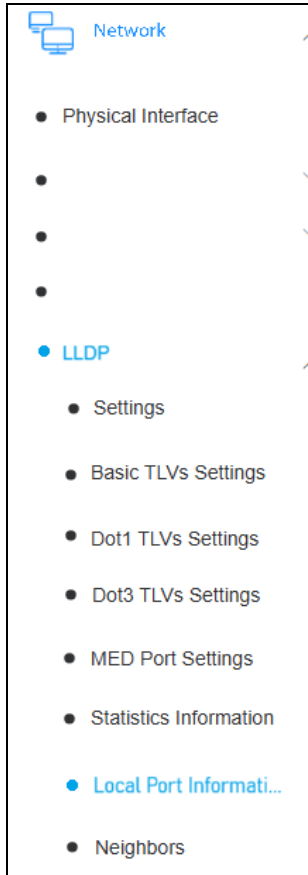 Network
Physical Interface
LLDP
Settings
Basic TLVs Settings
Dot1 TLVs Settings
Dot3 TLVs Settings
MED Port Settings
Statistics Information
Local Port Informati...
Neighbors